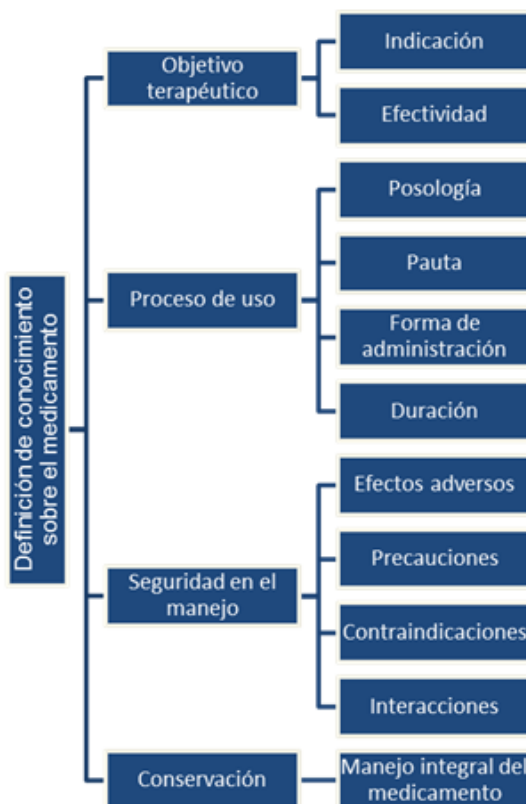 Definición de conocimiento
sobre el medicamento
Objetivo
terapéutico
Indicación
Efectividad
Proceso de uso
Posología
Pauta
Forma de
administración
Duración
Seguridad en el
manejo
Efectos adversos
Precauciones
Contraindicaciones
Interacciones
Conservación
Manejo integral del
medicamento